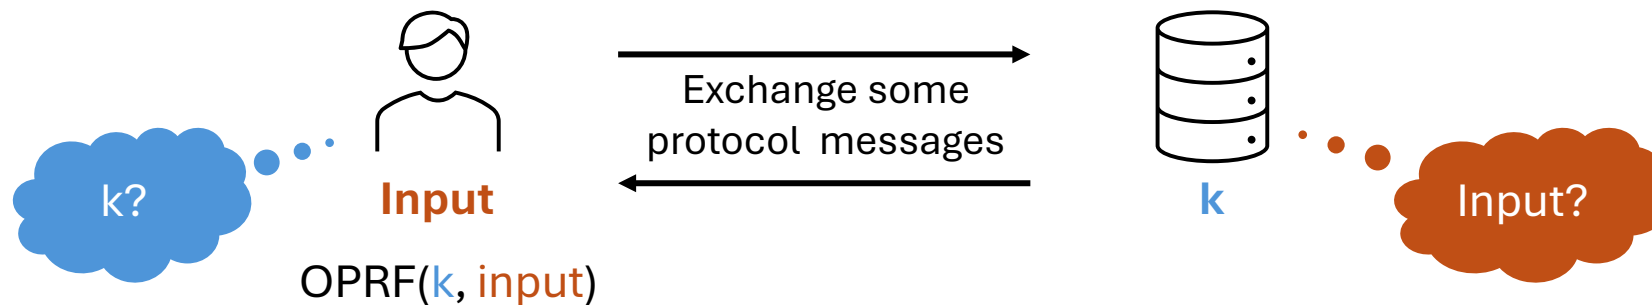 Exchange some
protocol messages
k?
Input
k
Input?
OPRF(k, input)